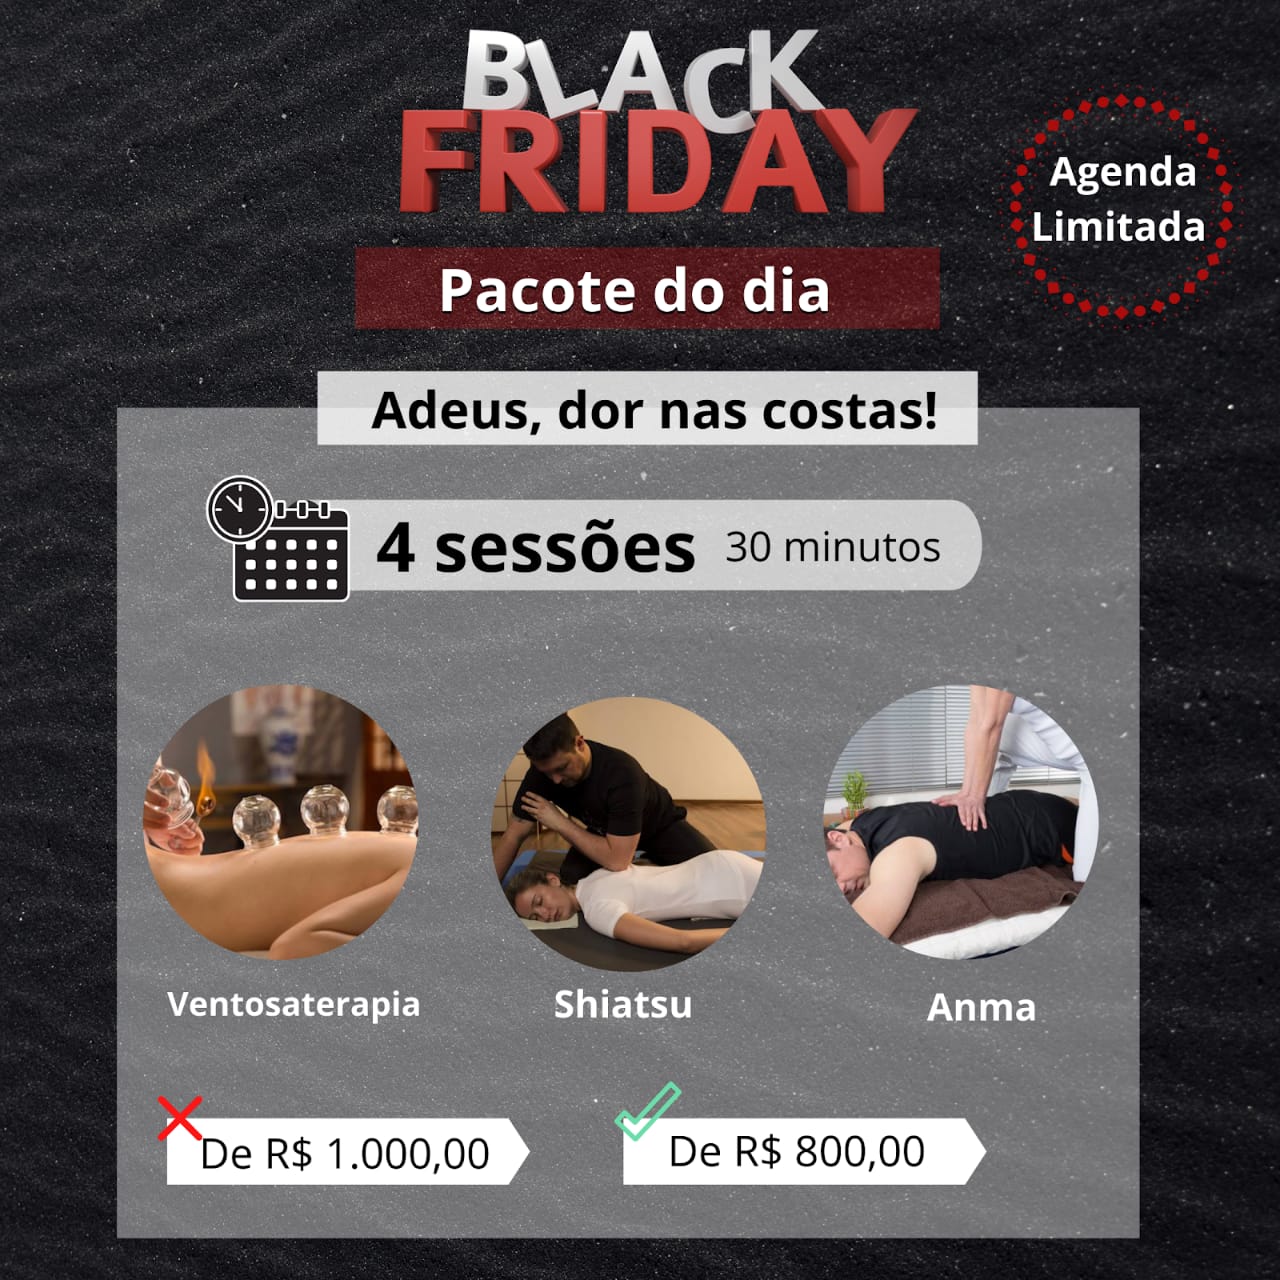 BLACK
FRIDAY
Agenda
Limitada
Pacote do dia
Adeus, dor nas costas!
4 sessões 30 minutos
Ventosaterapia
Shiatsu
Anma
De R$ 1.000,00
De R$ 800,00